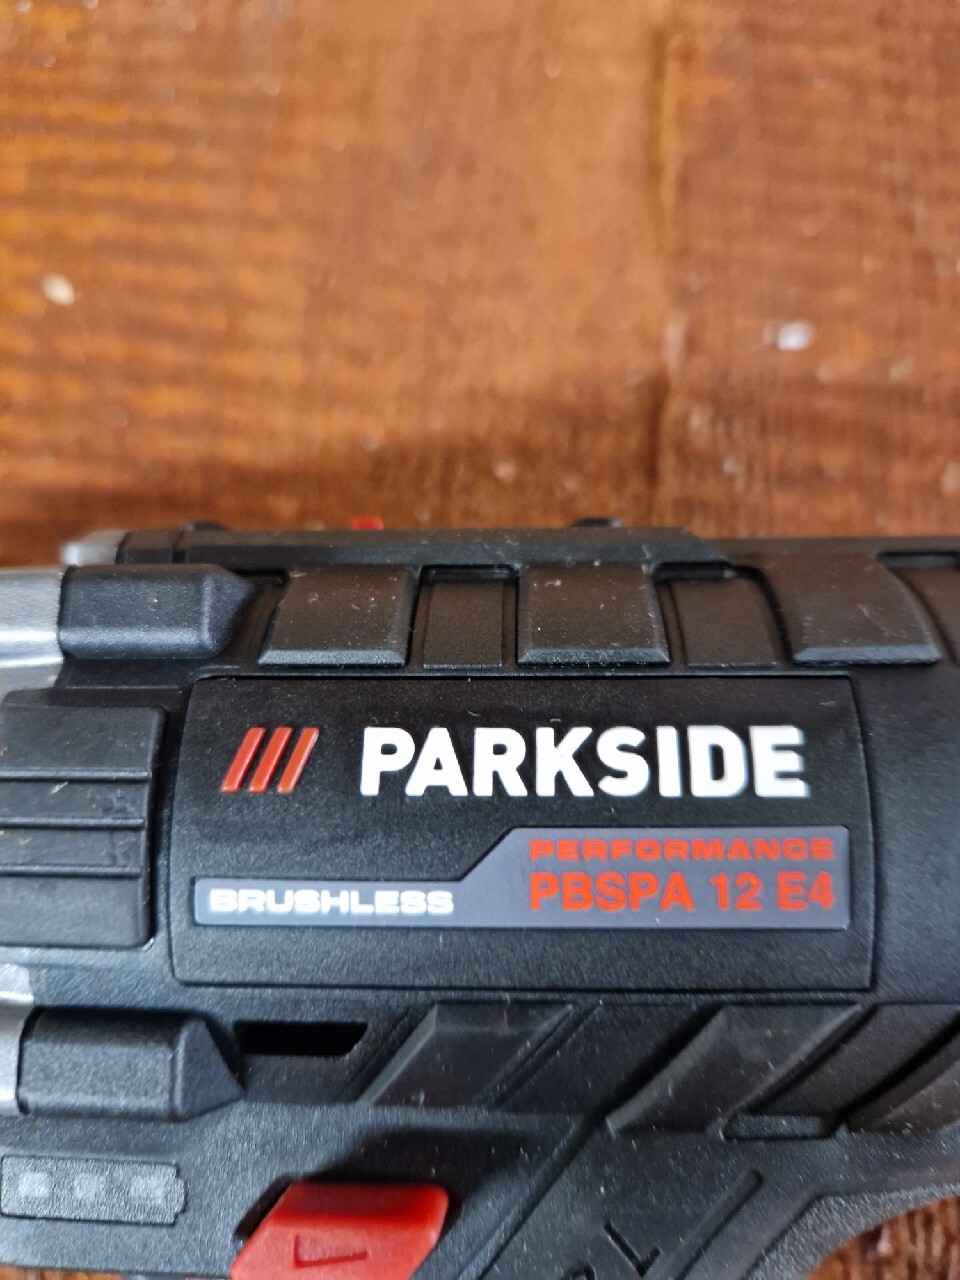 PARKSIDE
PERFORMANCE
BRUSHLESS PBSPA 12 E4